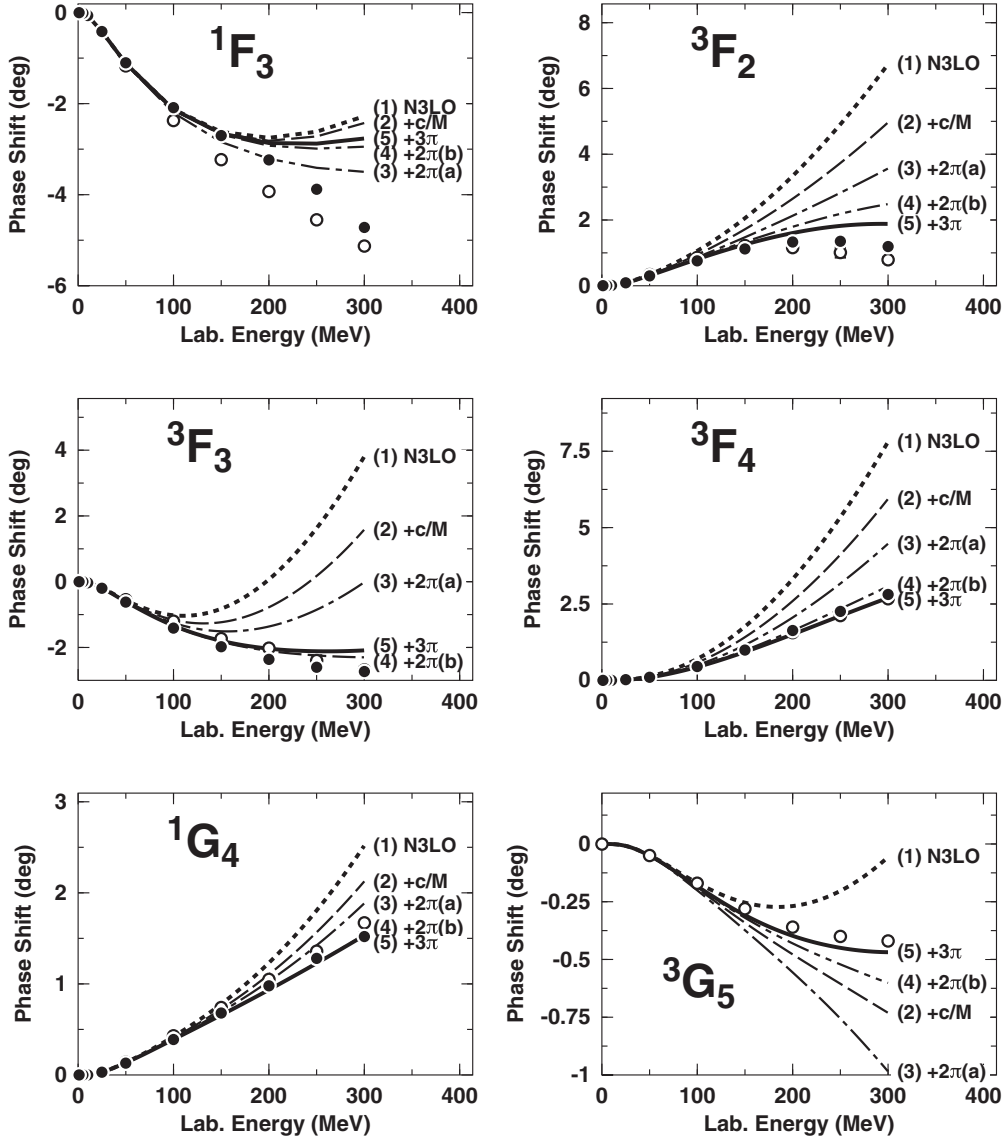 ¹F₃
0
-2
-4
-6
Phase Shift (deg)
(1) N3LO
(2) +c/M
(5) +3π
(4) +2π(b)
(3) +2π(a)
0 100 200 300 400
Lab. Energy (MeV)
³F₂
8
6
4
2
0
Phase Shift (deg)
(1) N3LO
(2) +c/M
(3) +2π(a)
(4) +2π(b)
(5) +3π
0 100 200 300 400
Lab. Energy (MeV)
³F₃
4
2
0
-2
Phase Shift (deg)
(1) N3LO
(2) +c/M
(3) +2π(a)
(5) +3π
(4) +2π(b)
0 100 200 300 400
Lab. Energy (MeV)
³F₄
7.5
5
2.5
0
Phase Shift (deg)
(1) N3LO
(2) +c/M
(3) +2π(a)
(4) +2π(b)
(5) +3π
0 100 200 300 400
Lab. Energy (MeV)
¹G₄
3
2
1
0
Phase Shift (deg)
(1) N3LO
(2) +c/M
(3) +2π(a)
(4) +2π(b)
(5) +3π
0 100 200 300 400
Lab. Energy (MeV)
³G₅
0
-0.25
-0.5
-0.75
-1
Phase Shift (deg)
(1) N3LO
(5) +3π
(4) +2π(b)
(2) +c/M
(3) +2π(a)
0 100 200 300 400
Lab. Energy (MeV)